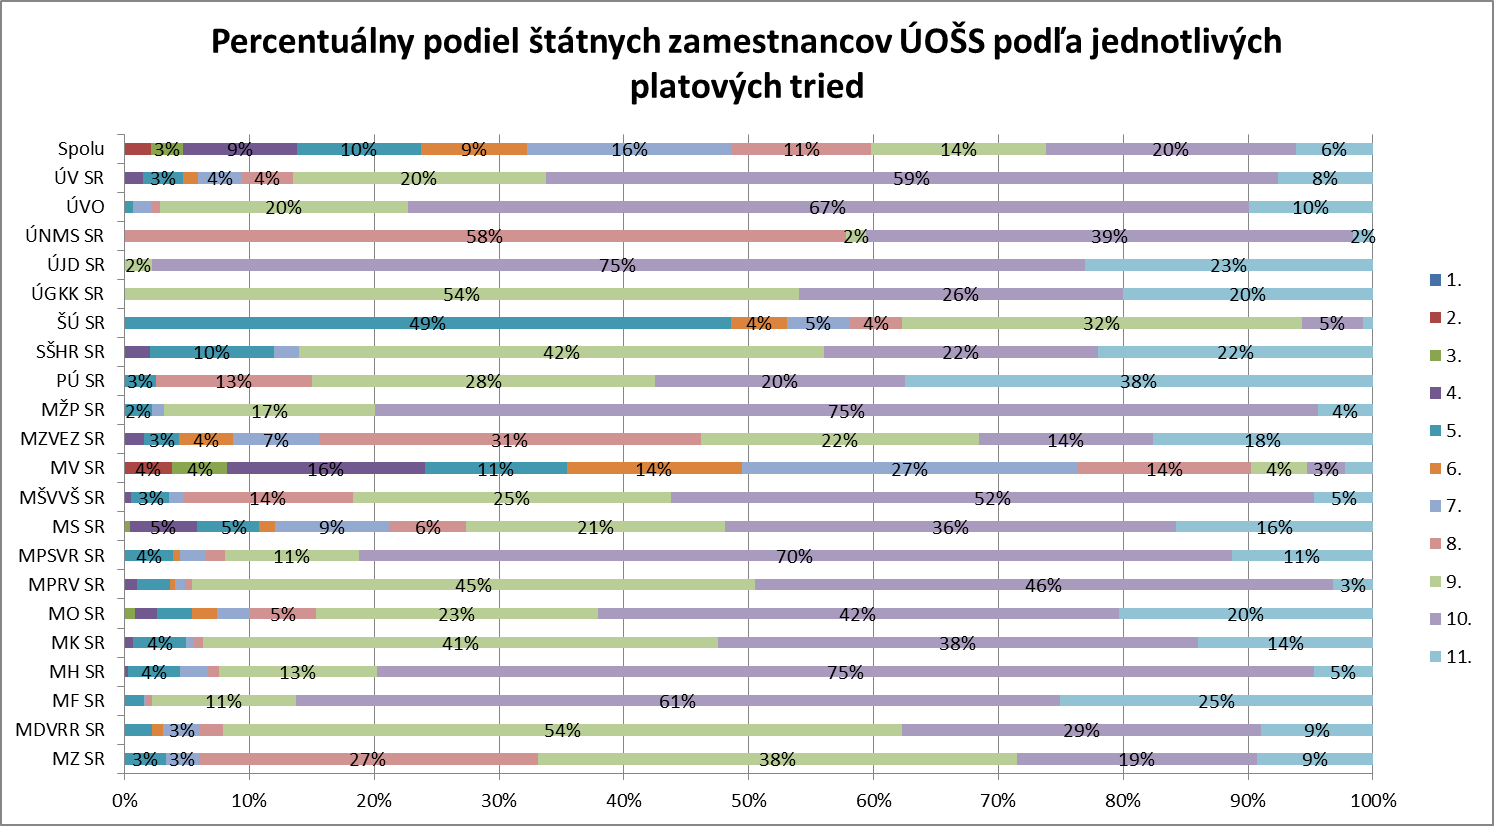 Percentuálny podiel štátnych zamestnancov ÚOŠS podľa jednotlivých
platových tried
Spolu 3% 9% 10% 9% 16% 11% 14% 20% 6%
ÚV SR 3% 4% 4% 20% 59% 8%
ÚVO 20% 67% 10%
ÚNMS SR 58% 2% 39% 2%
ÚJD SR 2% 75% 23%
ÚGKK SR 54% 26% 20%
ŠÚ SR 49% 4% 5% 4% 32% 5%
SŠHR SR 10% 42% 22% 22%
PÚ SR 3% 13% 28% 20% 38%
MŽP SR 2% 17% 75% 4%
MZVEZ SR 3% 4% 7% 31% 22% 14% 18%
MV SR 4% 4% 16% 11% 14% 27% 14% 4% 3%
MŠVVŠ SR 3% 14% 25% 52% 5%
MS SR 5% 5% 9% 6% 21% 36% 16%
MPSVR SR 4% 11% 70% 11%
MPRV SR 45% 46% 3%
MO SR 5% 23% 42% 20%
MK SR 4% 41% 38% 14%
MH SR 4% 13% 75% 5%
MF SR 11% 61% 25%
MDVRR SR 3% 54% 29% 9%
MZ SR 3% 3% 27% 38% 19% 9%
0% 10% 20% 30% 40% 50% 60% 70% 80% 90% 100%
1.
2.
3.
4.
5.
6.
7.
8.
9.
10.
11.